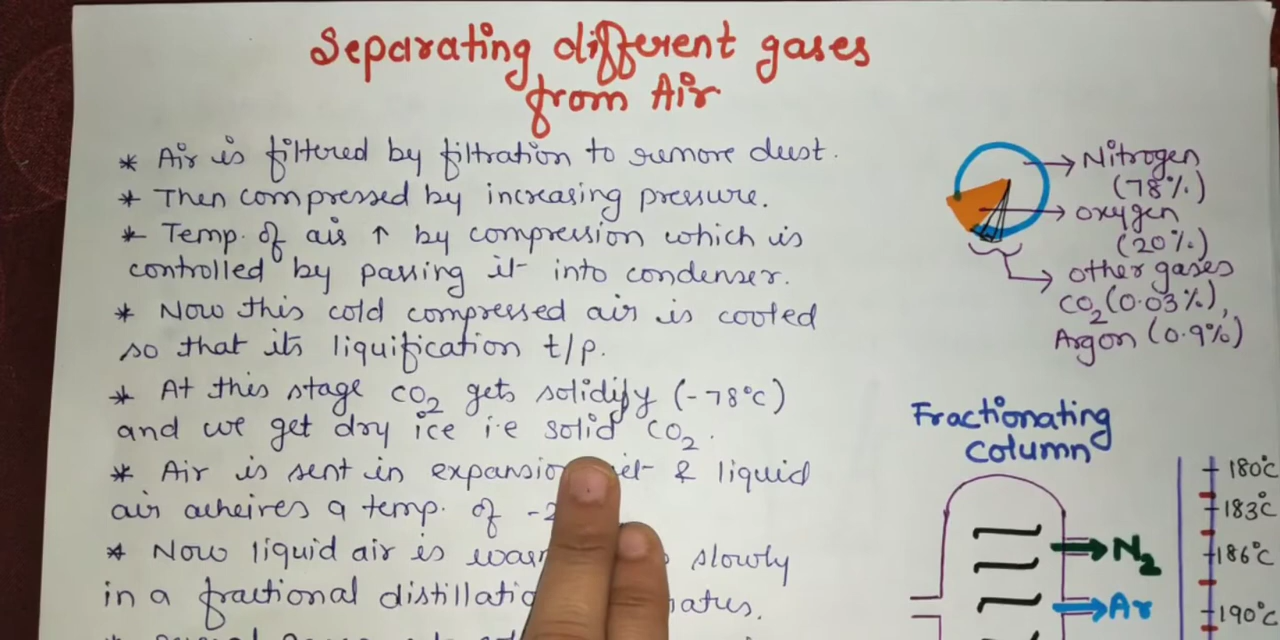 Separating different gases
from Air
* Air is filtered by filtration to remove dust.
* Then compressed by increasing pressure.
* Temp. of air ↑ by compression which is
controlled by passing it into condenser.
* Now this cold compressed air is cooled
so that its liquification t/p.
* At this stage CO2 gets solidify (-78°C)
and we get dry ice i.e solid CO2.
* Air is sent in & liquid
air acheives a temp. of
* Now liquid air is slowly
in a fractional
Nitrogen
(78%)
oxygen
(20%)
other gases
CO2 (0.03%),
Argon (0.9%)
Fractionating
Column
N2
Ar
180°C
183°C
186°C
190°C